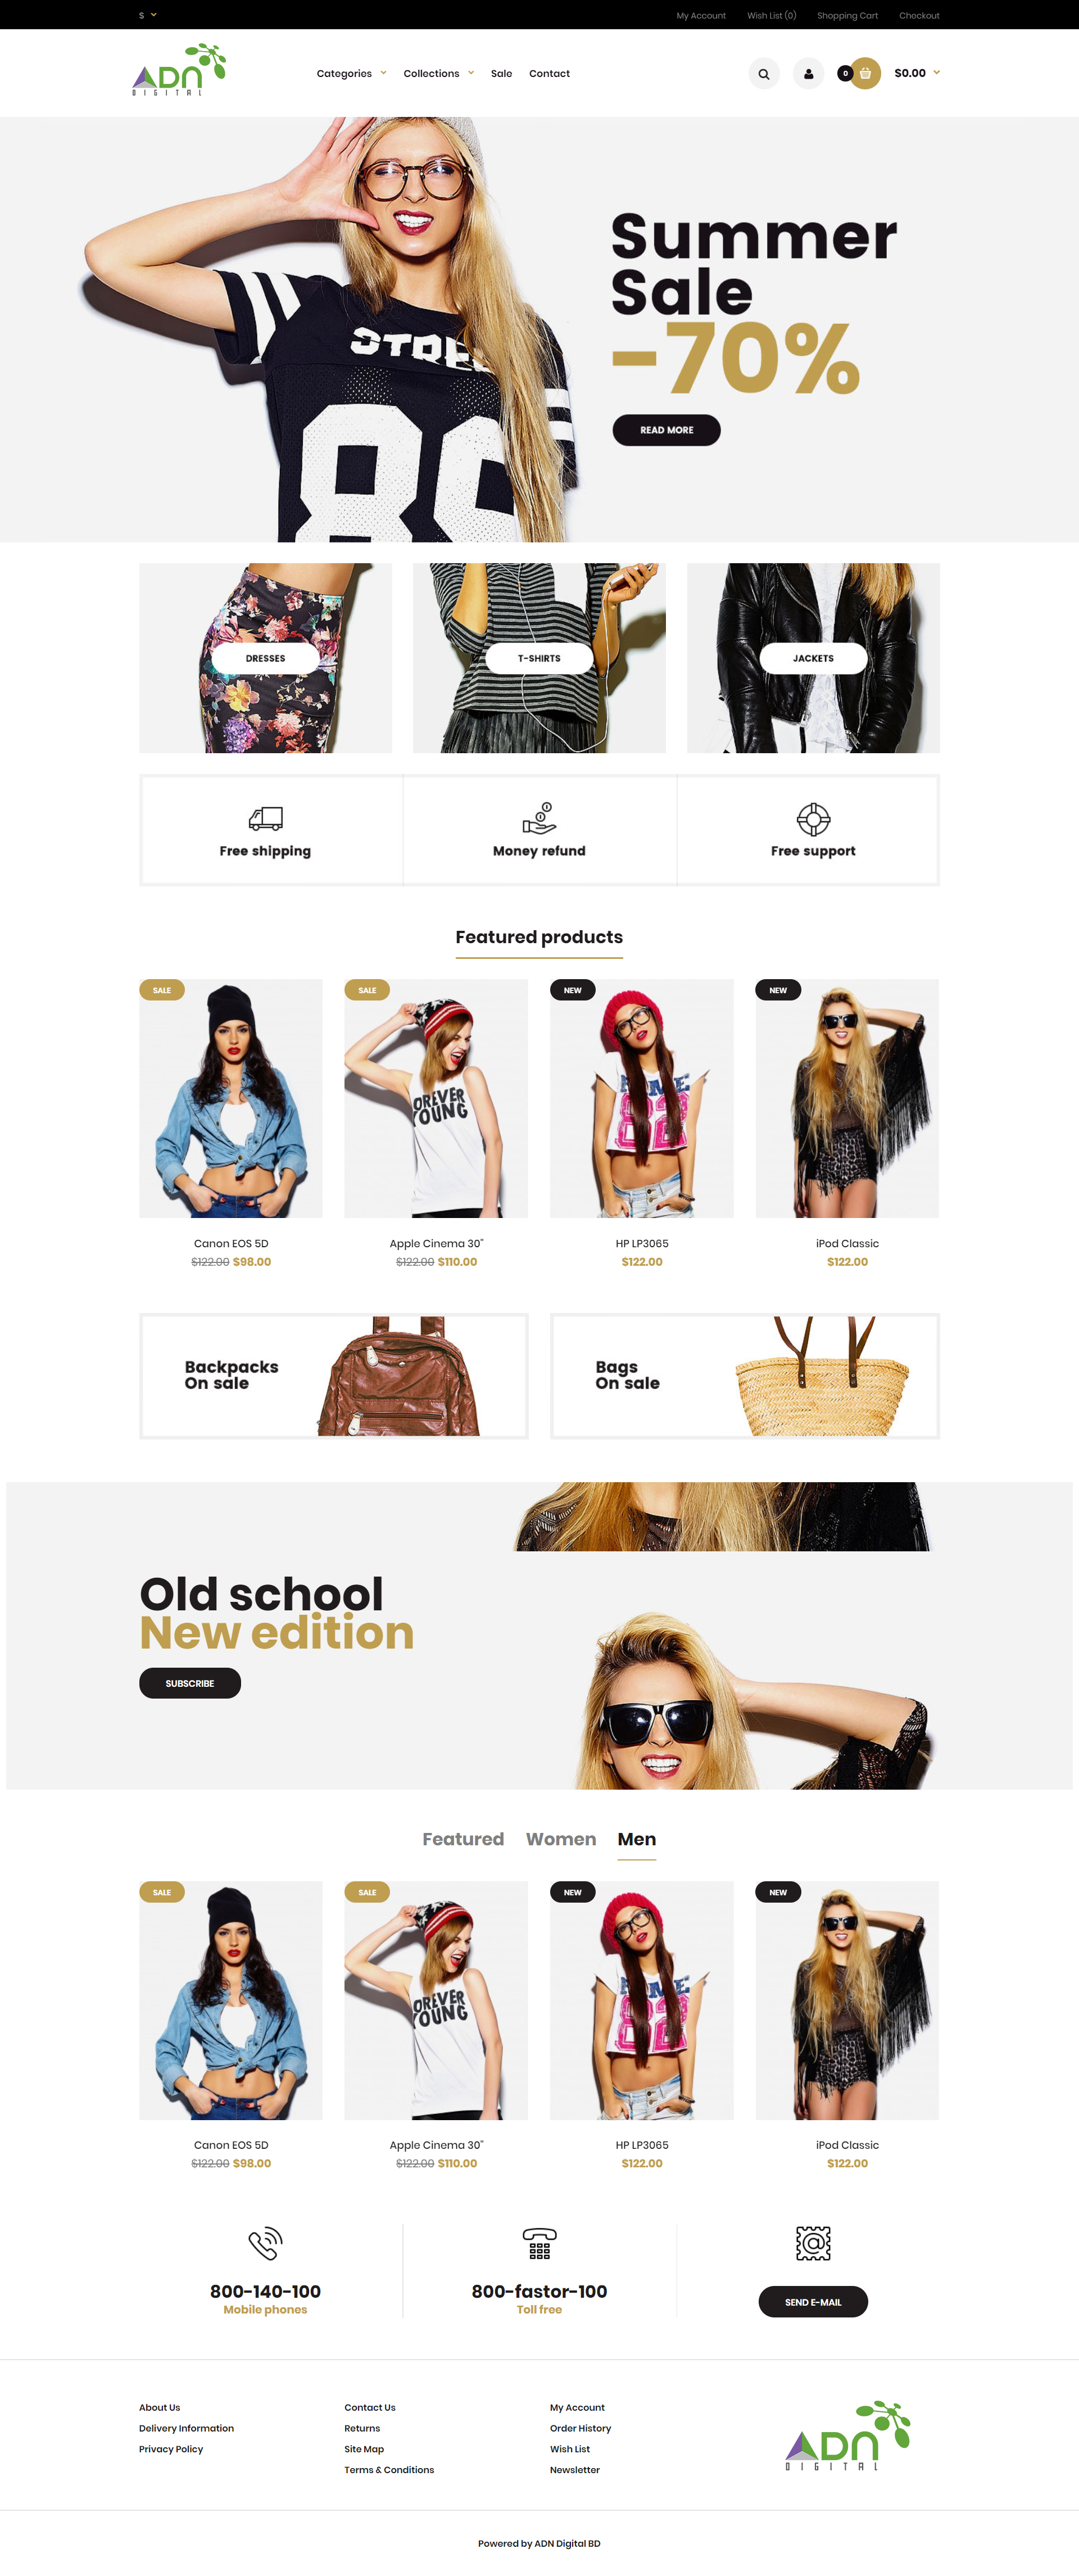 $
My Account
Wish List (0)
Shopping Cart
Checkout
ADN
DIGITAL
Categories
Collections
Sale
Contact
0
$0.00
STRE
89
Summer
Sale
-70%
READ MORE
DRESSES
T-SHIRTS
JACKETS
Free shipping
Money refund
Free support
Featured products
SALE
SALE
NEW
NEW
OREVER
YOUNG
Canon EOS 5D
Apple Cinema 30"
HP LP3065
iPod Classic
$122.00 $98.00
$122.00 $110.00
$122.00
$122.00
Backpacks
On sale
Bags
On sale
Old school
New edition
SUBSCRIBE
Featured
Women
Men
SALE
SALE
NEW
NEW
OREVER
YOUNG
Canon EOS 5D
Apple Cinema 30"
HP LP3065
iPod Classic
$122.00 $98.00
$122.00 $110.00
$122.00
$122.00
800-140-100
Mobile phones
800-fastor-100
Toll free
SEND E-MAIL
About Us
Delivery Information
Privacy Policy
Contact Us
Returns
Site Map
Terms & Conditions
My Account
Order History
Wish List
Newsletter
ADN
DIGITAL
Powered by ADN Digital BD